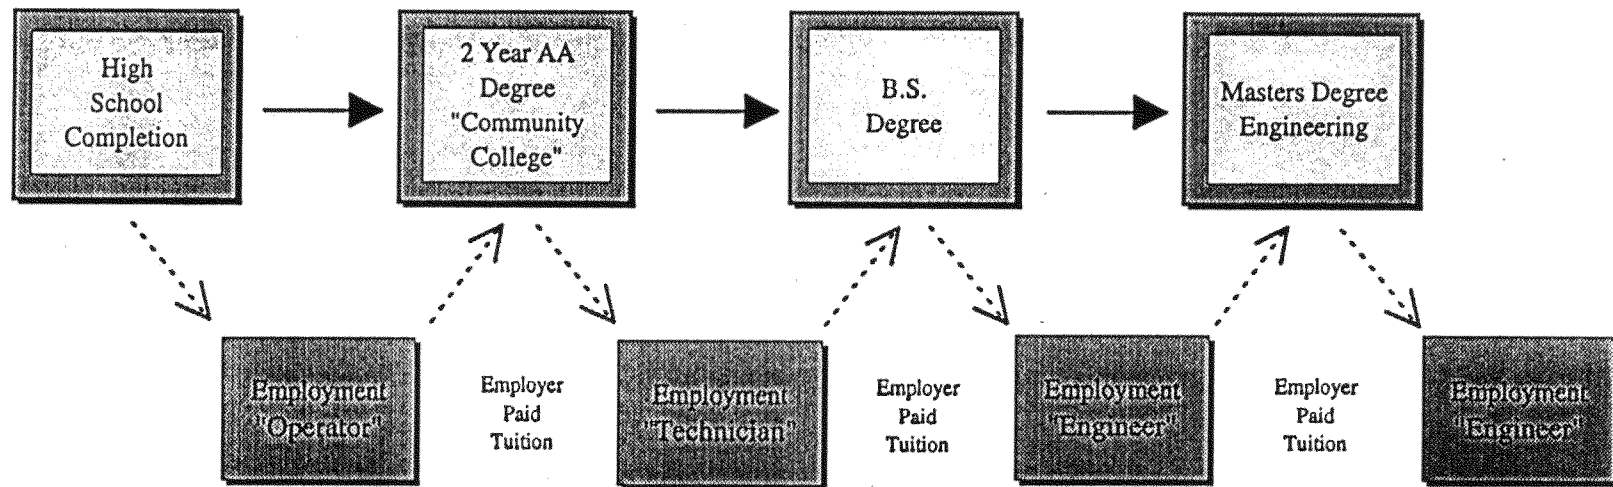 High
School
Completion
2 Year AA
Degree
"Community
College"
B.S.
Degree
Masters Degree
Engineering
Employment
"Operator"
Employer
Paid
Tuition
Employment
"Technician"
Employer
Paid
Tuition
Employment
"Engineer"
Employer
Paid
Tuition
Employment
"Engineer"